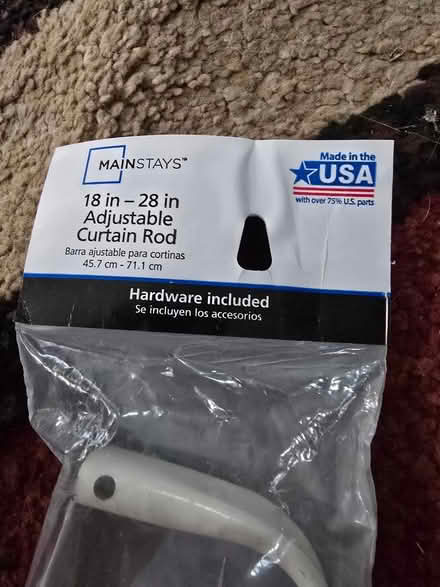 MAINSTAYS™
18 in – 28 in
Adjustable
Curtain Rod
Barra ajustable para cortinas
45.7 cm - 71.1 cm
Made in the
USA
with over 75% U.S. parts
Hardware included
Se incluyen los accesorios